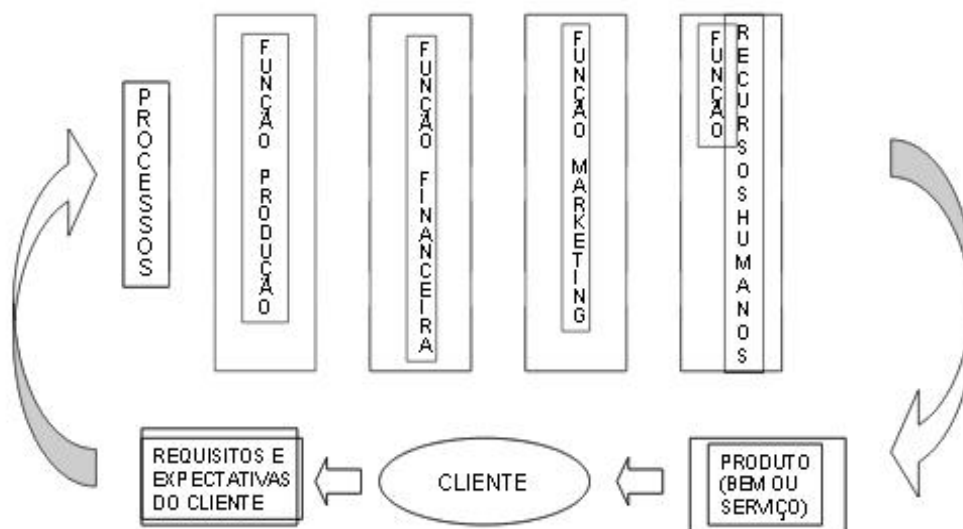 PROCESSOS
FUNÇÃO PRODUÇÃO
FUNÇÃO FINANCEIRA
FUNÇÃO MARKETING
FUNÇÃO
RECURSOS HUMANOS
REQUISITOS E
EXPECTATIVAS
DO CLIENTE
CLIENTE
PRODUTO
(BEM OU
SERVIÇO)